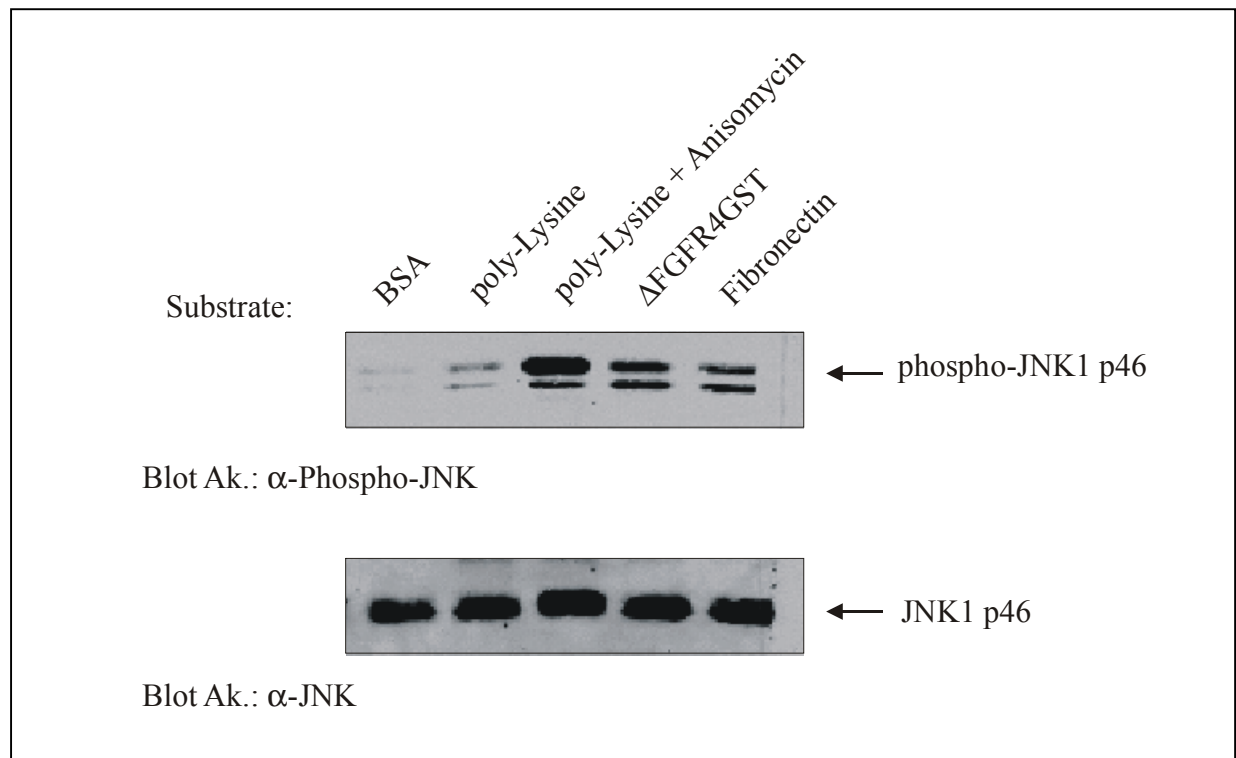 Substrate:
BSA
poly-Lysine
poly-Lysine + Anisomycin
ΔFGFR4GST
Fibronectin
phospho-JNK1 p46
Blot Ak.: α-Phospho-JNK
JNK1 p46
Blot Ak.: α-JNK